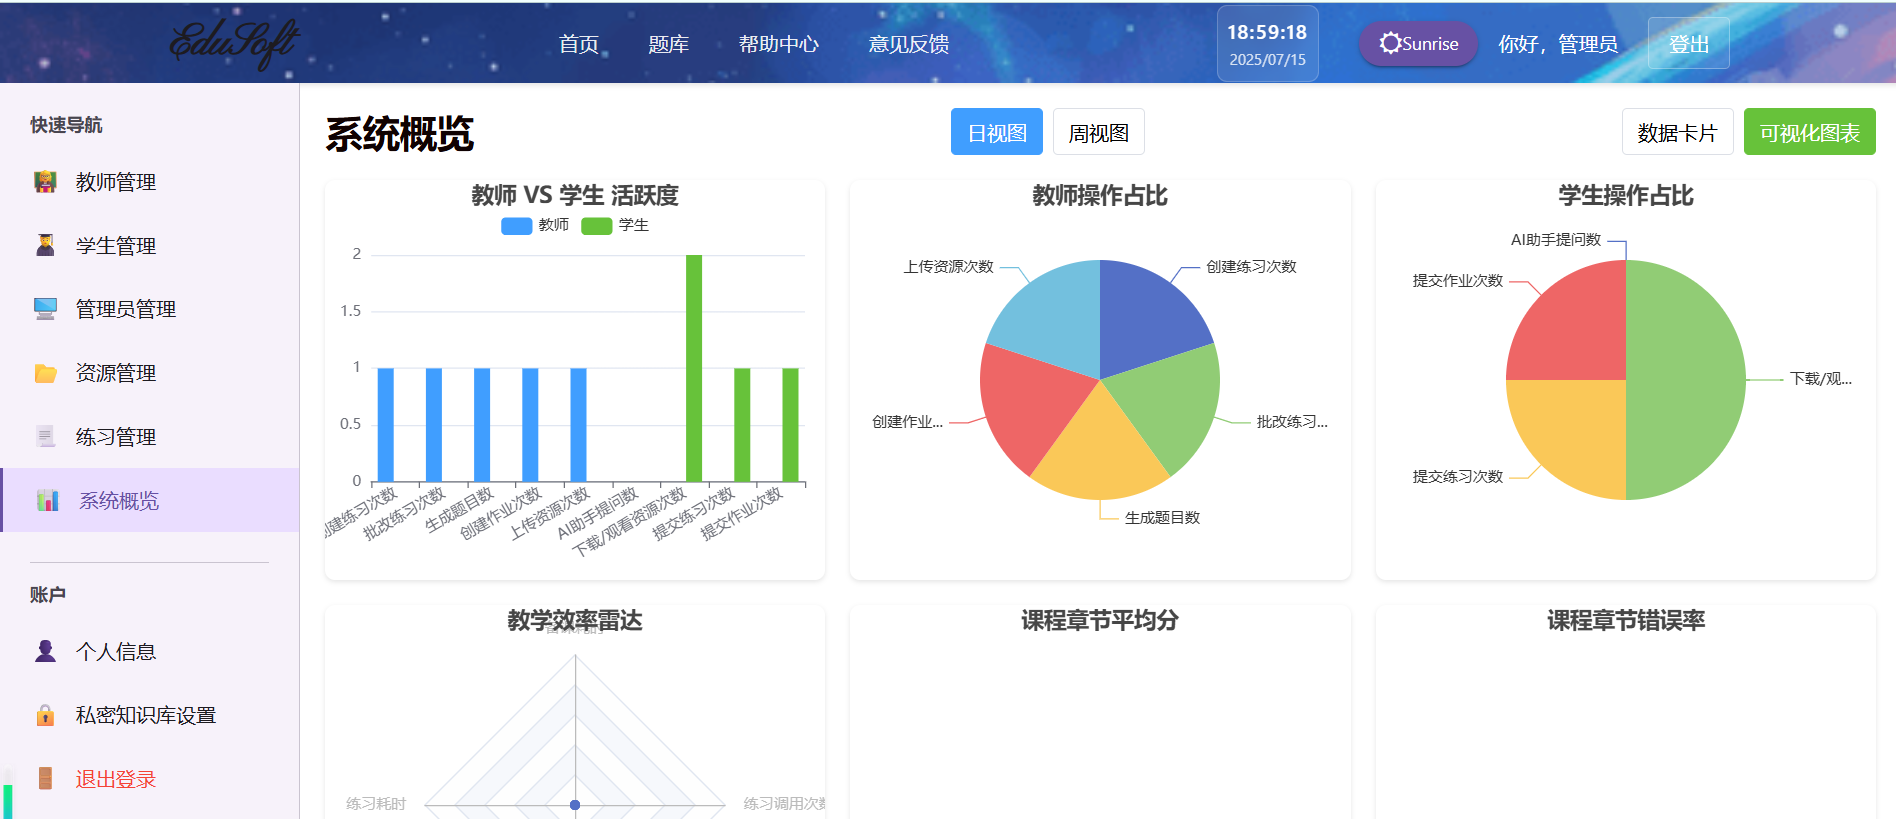 EduSoft
首页
题库
帮助中心
意见反馈
18:59:18
2025/07/15
Sunrise
你好，管理员
登出
快速导航
教师管理
学生管理
管理员管理
资源管理
练习管理
系统概览
账户
个人信息
私密知识库设置
退出登录
系统概览
日视图
周视图
数据卡片
可视化图表
教师 VS 学生 活跃度
教师
学生
2
1.5
1
0.5
0
创建练习次数
批改练习次数
生成题目数
创建作业次数
上传资源次数
AI助手提问数
下载/观看资源次数
提交练习次数
提交作业次数
教师操作占比
上传资源次数
创建练习次数
创建作业...
批改练习...
生成题目数
学生操作占比
AI助手提问数
提交作业次数
下载/观...
提交练习次数
教学效率雷达
练习耗时
练习调用次数
课程章节平均分
课程章节错误率